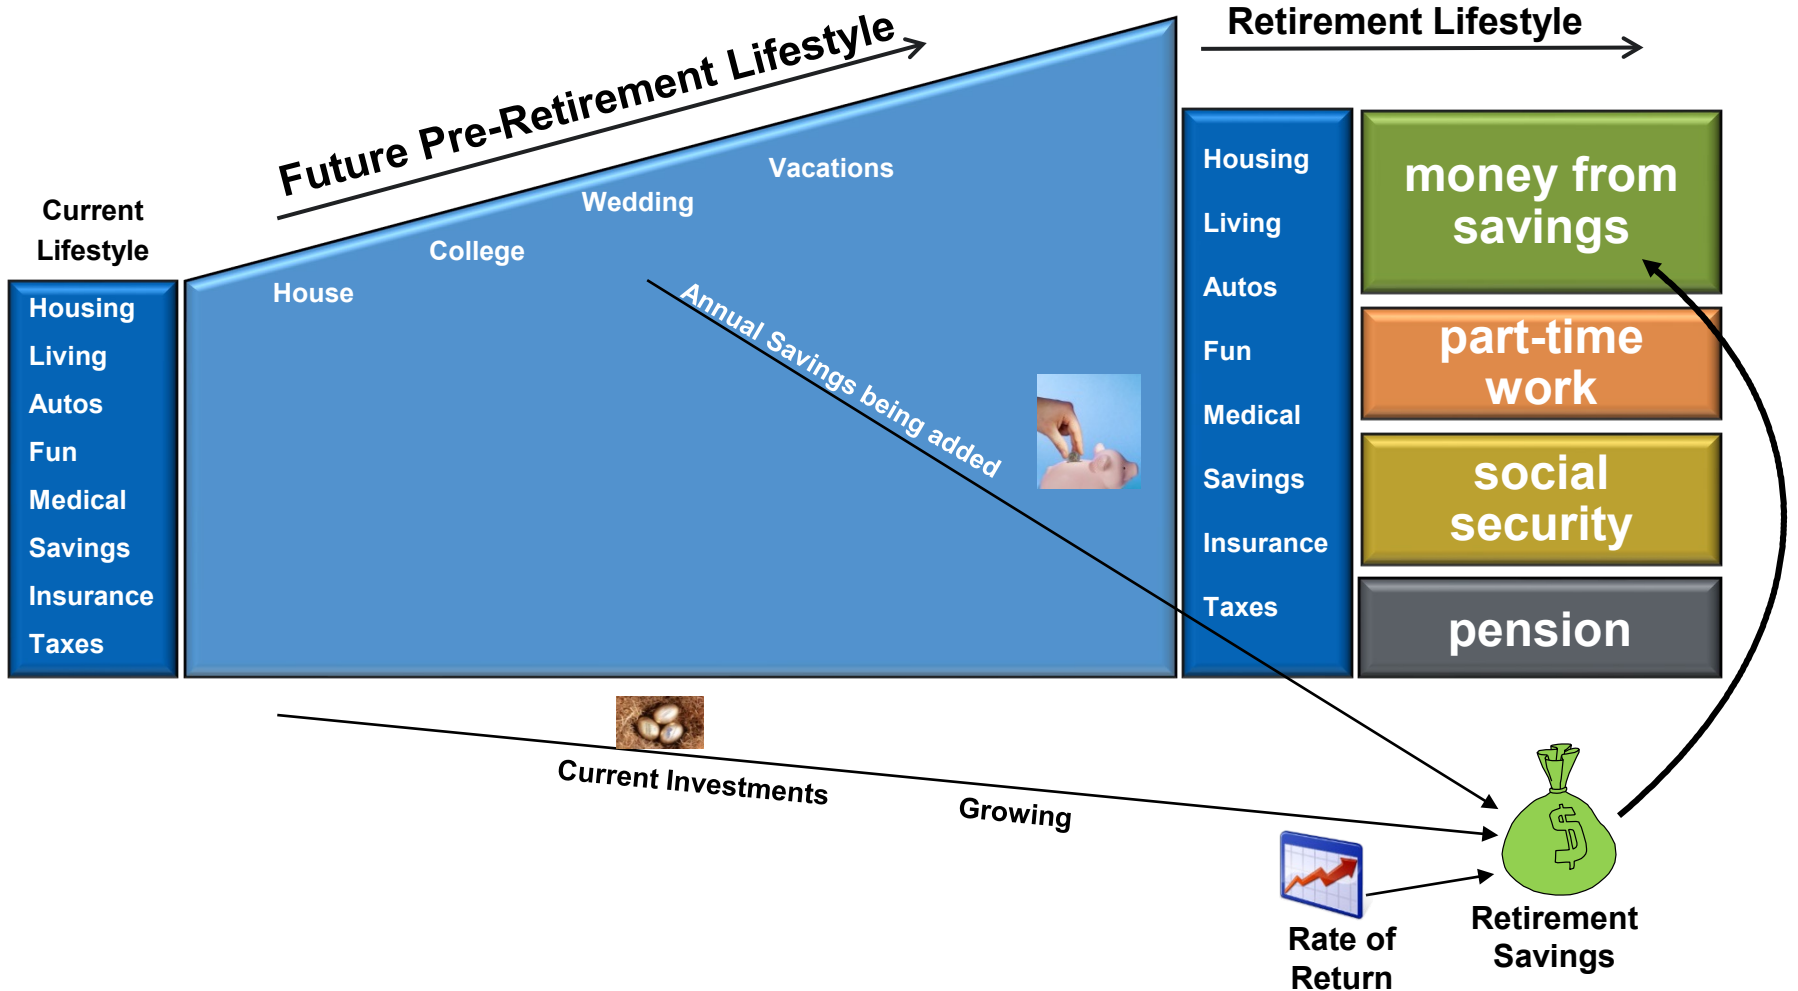 Retirement Lifestyle
Future Pre-Retirement Lifestyle
Current
Lifestyle
Housing
Living
Autos
Fun
Medical
Savings
Insurance
Taxes
House
College
Wedding
Vacations
Annual Savings being added
Housing
Living
Autos
Fun
Medical
Savings
Insurance
Taxes
money from
savings
part-time
work
social
security
pension
Current Investments
Growing
$
Rate of
Return
Retirement
Savings